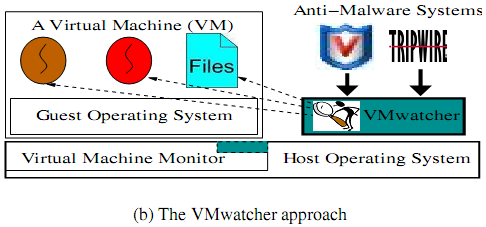 A Virtual Machine (VM)
Anti-Malware Systems
Files
V
TRIPWIRE
Guest Operating System
VMwatcher
Virtual Machine Monitor
Host Operating System
(b) The VMwatcher approach